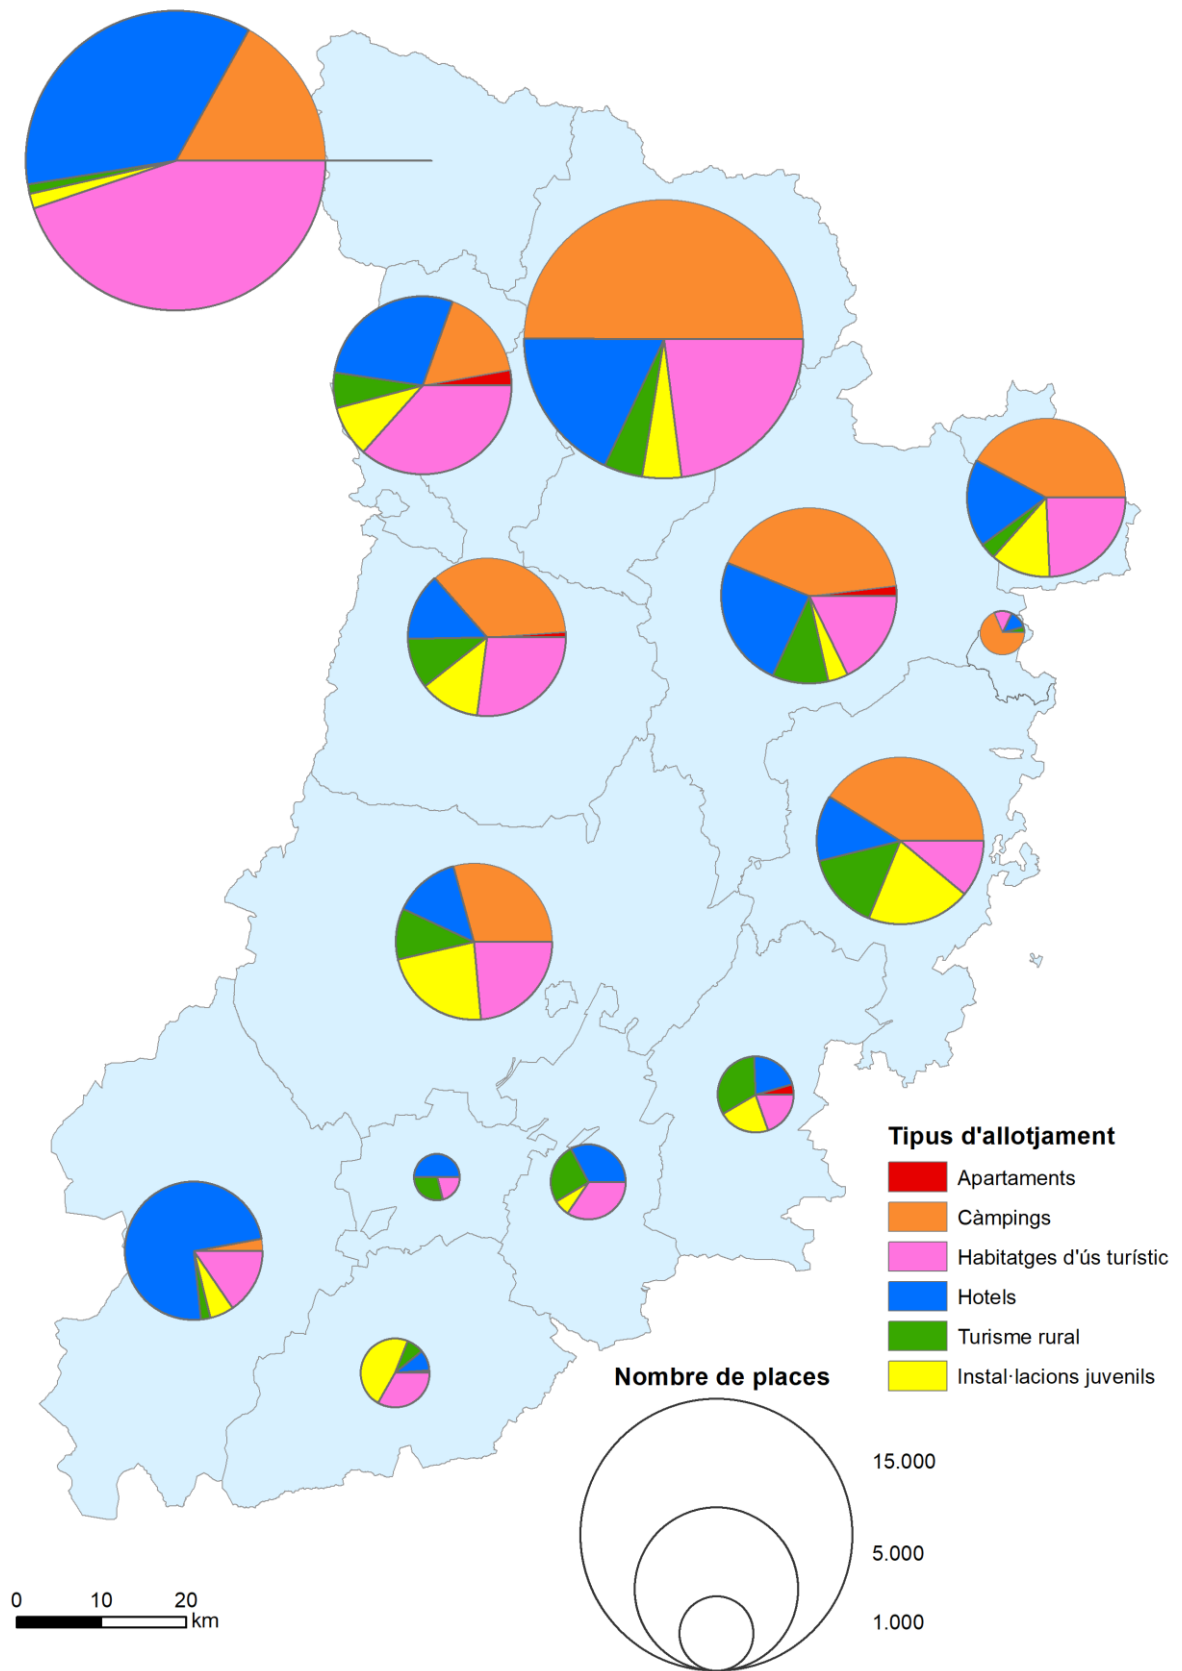 Tipus d'allotjament
Apartaments
Càmpings
Habitatges d'ús turístic
Hotels
Turisme rural
Instal·lacions juvenils
Nombre de places
15.000
5.000
1.000
0 10 20
km